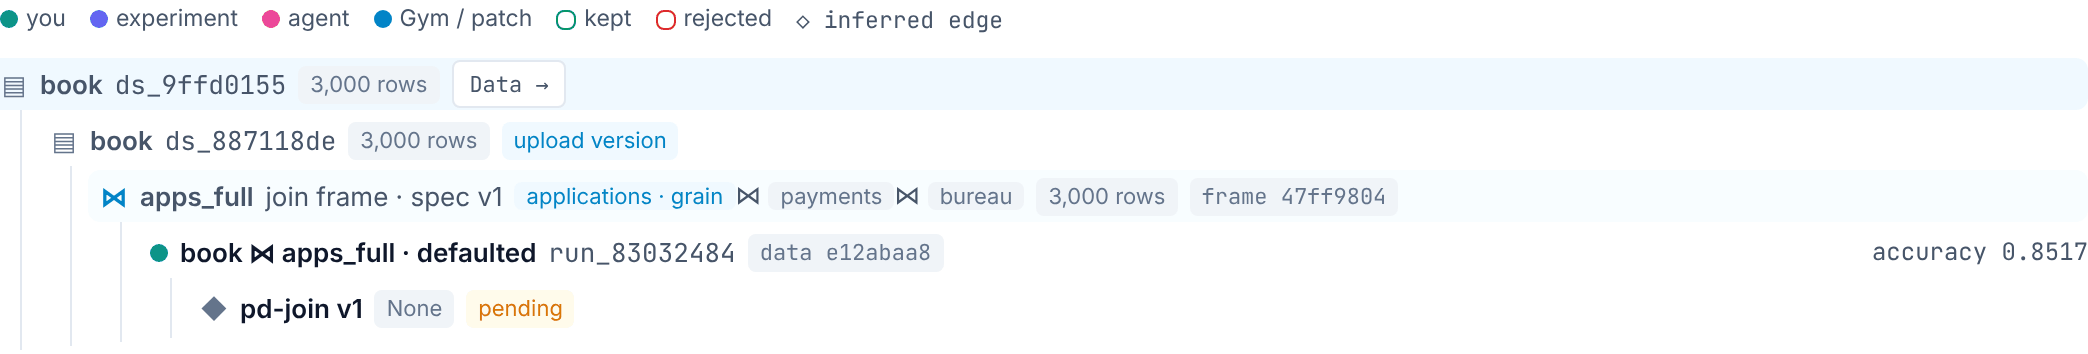 you experiment agent Gym / patch kept rejected ◇ inferred edge
book ds_9ffd0155 3,000 rows Data →
book ds_887118de 3,000 rows upload version
⋈ apps_full join frame · spec v1 applications · grain ⋈ payments ⋈ bureau 3,000 rows frame 47ff9804
book ⋈ apps_full · defaulted run_83032484 data e12abaa8 accuracy 0.8517
◆ pd-join v1 None pending